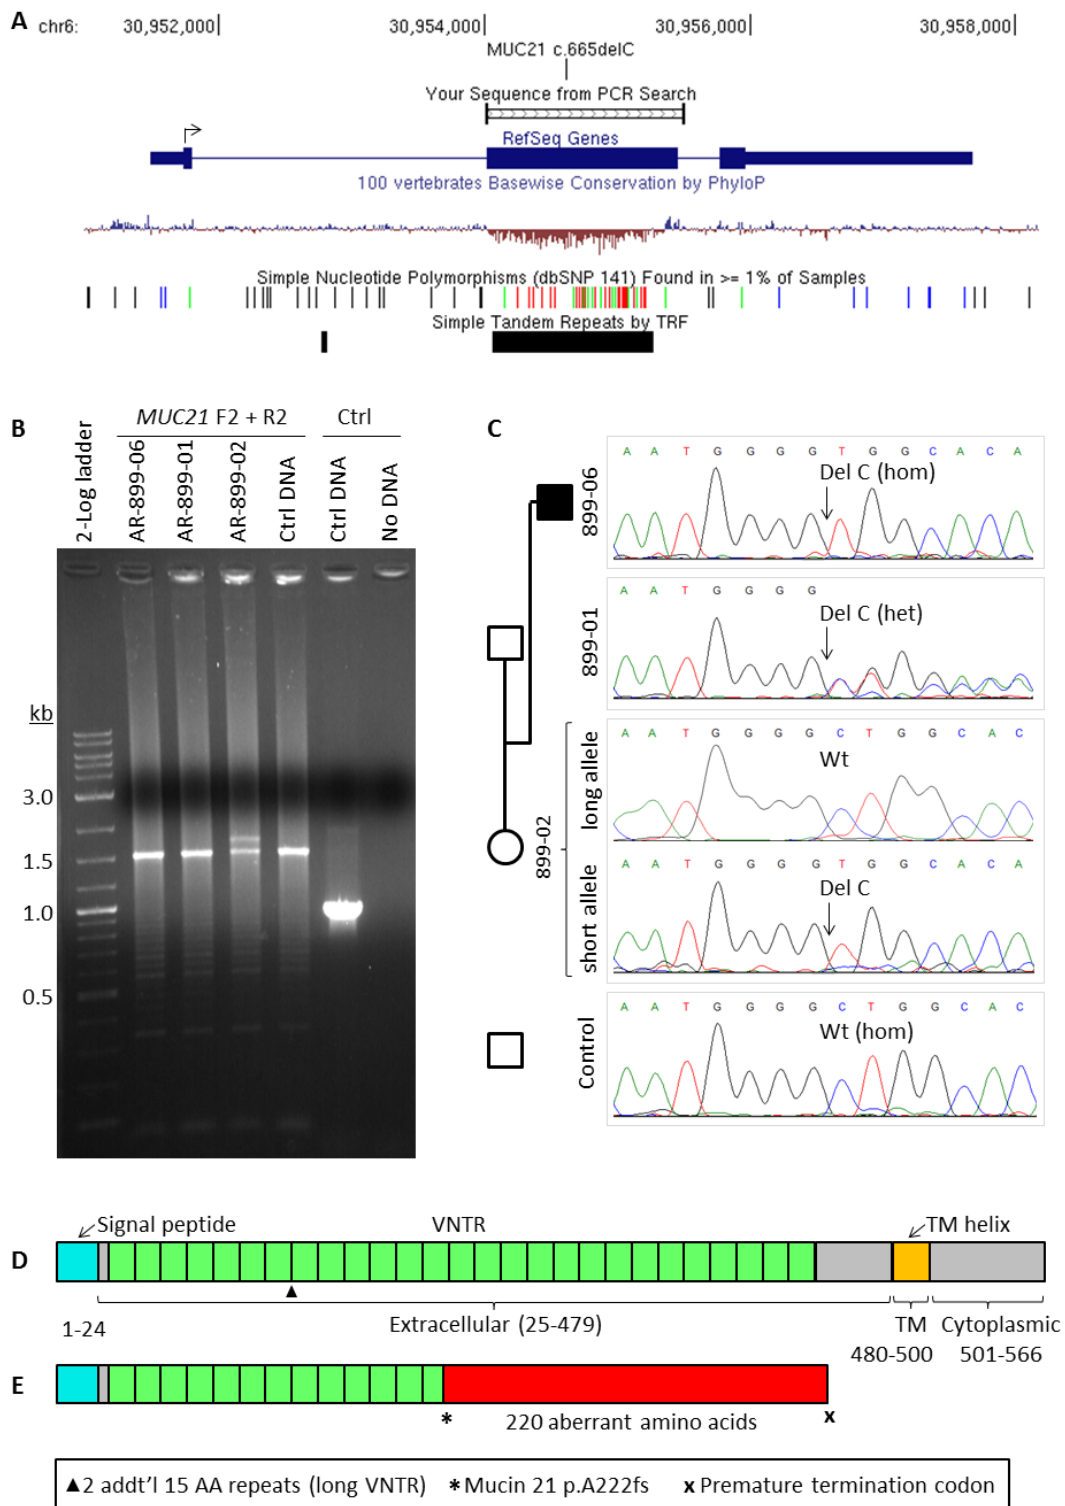 A
chr6: 30,952,000 30,954,000 30,956,000 30,958,000
MUC21 c.665delC
Your Sequence from PCR Search
RefSeq Genes
100 vertebrates Basewise Conservation by PhyloP
Simple Nucleotide Polymorphisms (dbSNP 141) Found in >= 1% of Samples
Simple Tandem Repeats by TRF
B
MUC21 F2 + R2 Ctrl
2-Log ladder
AR-899-06
AR-899-01
AR-899-02
Ctrl DNA
Ctrl DNA
No DNA
kb
3.0
1.5
1.0
0.5
C
899-06
A A T G G G G T G G C A C A
Del C (hom)
899-01
A A T G G G G
Del C (het)
899-02
long allele
A A T G G G G C T G G C A C
Wt
short allele
A A T G G G G T G G C A C A
Del C
Control
A A T G G G G C T G G C A C
Wt (hom)
D
Signal peptide VNTR TM helix
1-24 Extracellular (25-479) TM Cytoplasmic
480-500 501-566
E
* 220 aberrant amino acids x
▲2 addt'l 15 AA repeats (long VNTR) *Mucin 21 p.A222fs x Premature termination codon